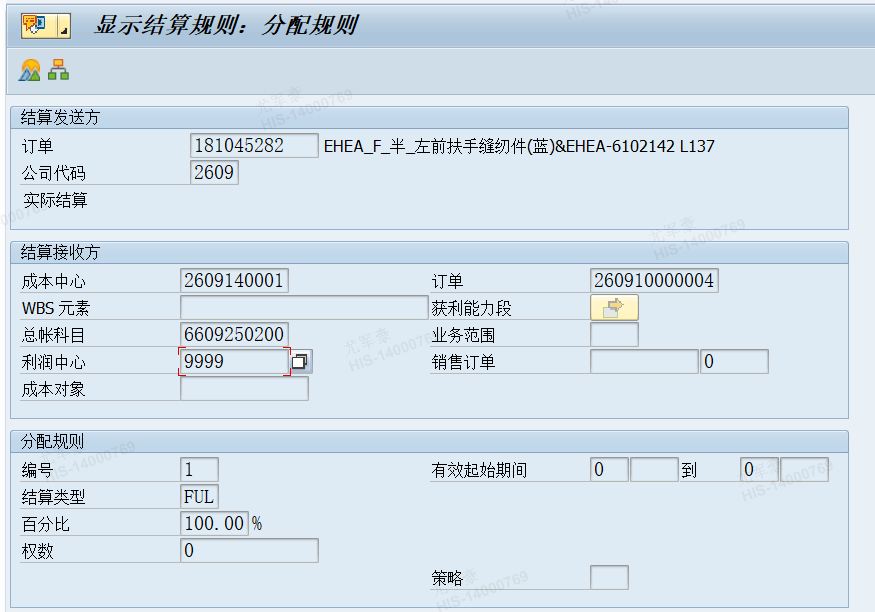 显示结算规则：分配规则
结算发送方
订单 181045282 EHEA_F_半_左前扶手缝纫件(蓝)&EHEA-6102142 L137
公司代码 2609
实际结算
结算接收方
成本中心 2609140001 订单 260910000004
WBS 元素 获利能力段
总帐科目 6609250200 业务范围
利润中心 9999 销售订单 0
成本对象
分配规则
编号 1 有效起始期间 0 到 0
结算类型 FUL
百分比 100.00 %
权数 0
策略